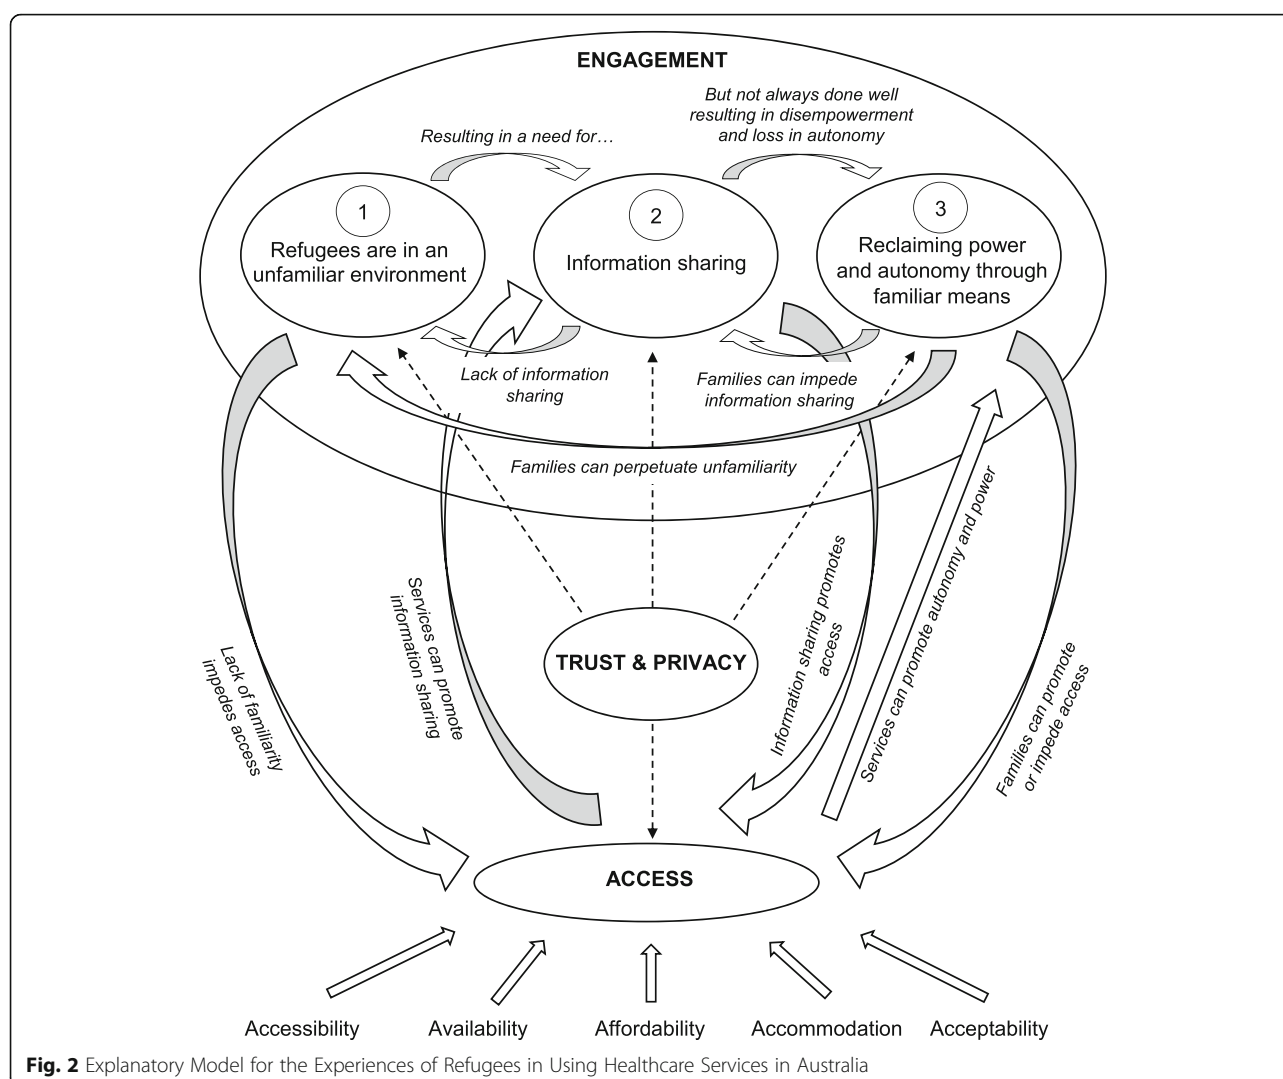 ENGAGEMENT
But not always done well
resulting in disempowerment
and loss in autonomy
Resulting in a need for…
1
Refugees are in an
unfamiliar environment
2
Information sharing
3
Reclaiming power
and autonomy through
familiar means
Lack of information
sharing
Families can impede
information sharing
Families can perpetuate unfamiliarity
Lack of familiarity
impedes access
Services can promote
information sharing
TRUST & PRIVACY
Information sharing promotes
access
Services can promote autonomy and power
Families can promote
or impede access
ACCESS
Accessibility
Availability
Affordability
Accommodation
Acceptability
Fig. 2 Explanatory Model for the Experiences of Refugees in Using Healthcare Services in Australia